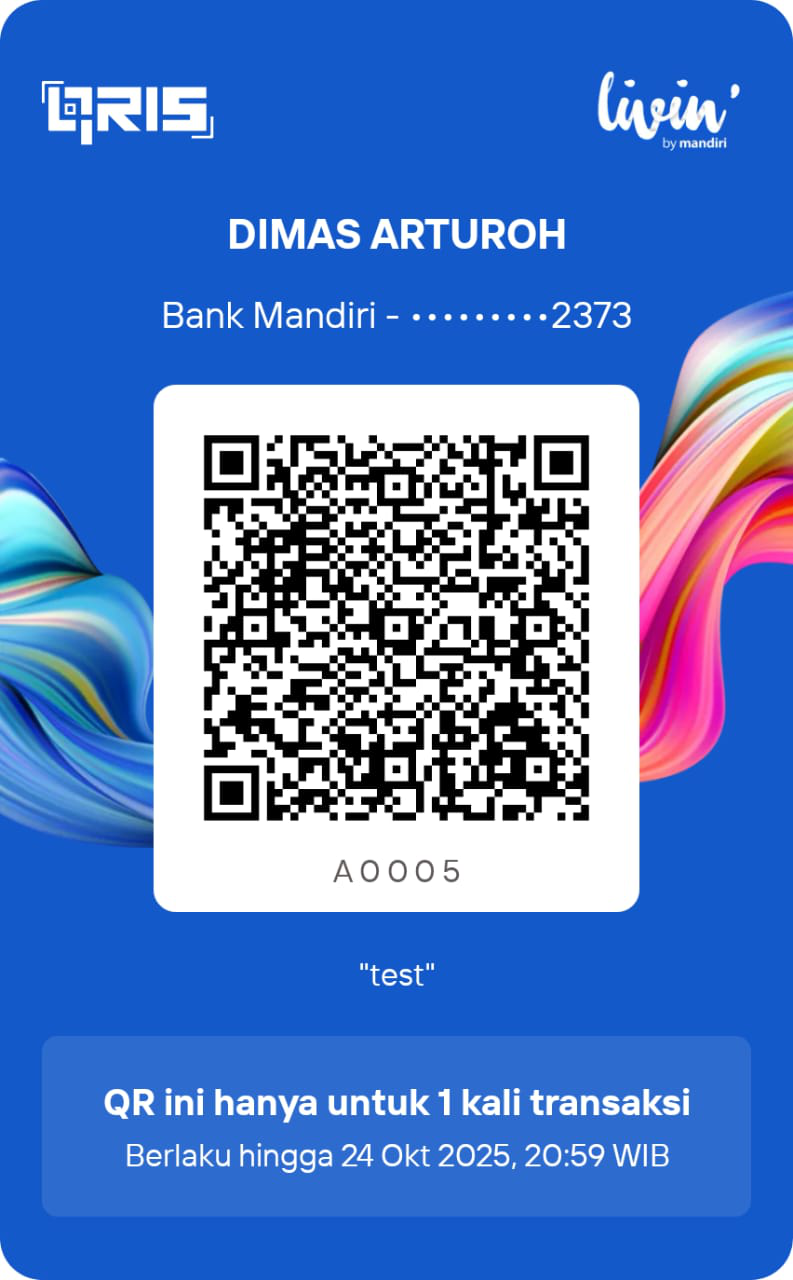 QRIS
livin'
by mandiri
DIMAS ARTUROH
Bank Mandiri - •••••••••2373
A0005
"test"
QR ini hanya untuk 1 kali transaksi
Berlaku hingga 24 Okt 2025, 20:59 WIB